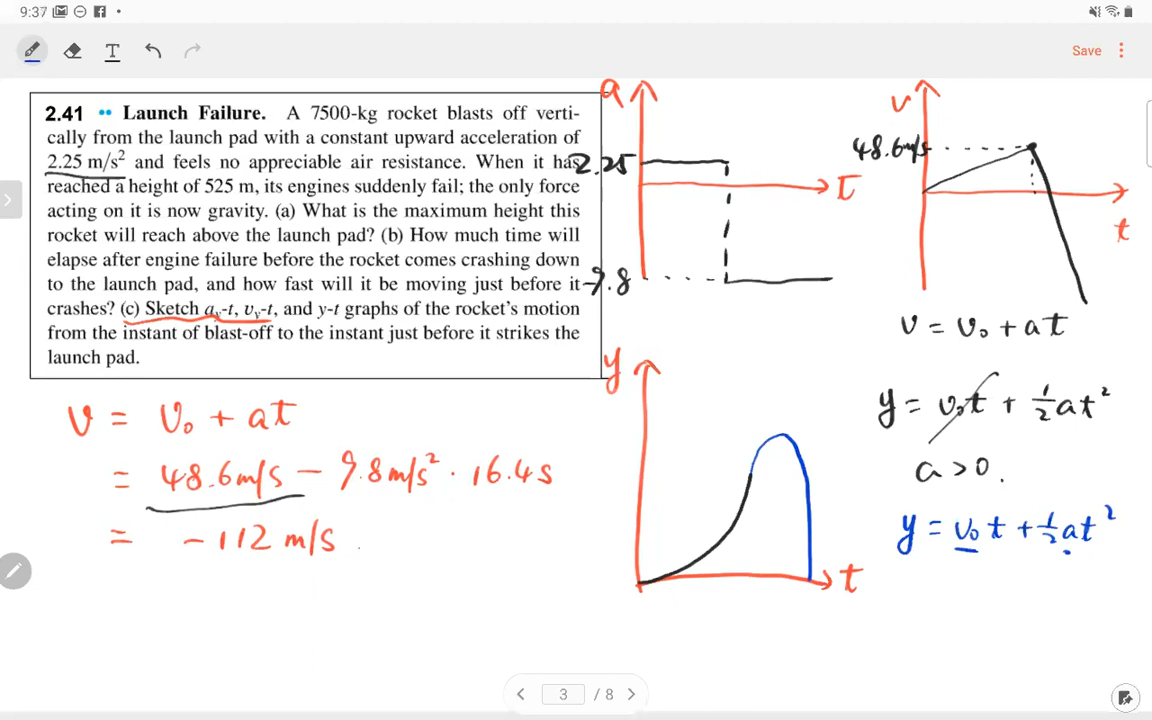 9:37
Save
2.41 •• Launch Failure. A 7500-kg rocket blasts off verti-
cally from the launch pad with a constant upward acceleration of
2.25 m/s² and feels no appreciable air resistance. When it has
reached a height of 525 m, its engines suddenly fail; the only force
acting on it is now gravity. (a) What is the maximum height this
rocket will reach above the launch pad? (b) How much time will
elapse after engine failure before the rocket comes crashing down
to the launch pad, and how fast will it be moving just before it
crashes? (c) Sketch aᵧ-t, vᵧ-t, and y-t graphs of the rocket's motion
from the instant of blast-off to the instant just before it strikes the
launch pad.
a
2.25
-9.8
t
v
48.6m/s
t
v = v₀ + at
y = v₀t + ½at²
a > 0.
y = v₀t + ½at²
y
t
v = v₀ + at
= 48.6m/s - 9.8m/s² · 16.4s
= -112 m/s
3 / 8